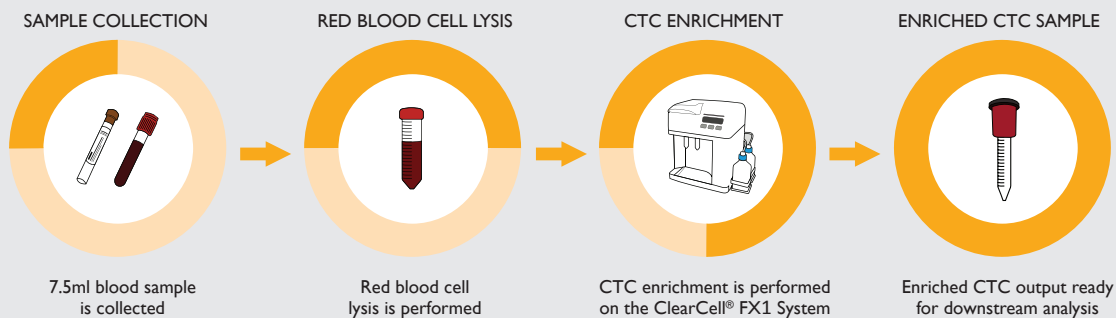 SAMPLE COLLECTION
RED BLOOD CELL LYSIS
CTC ENRICHMENT
ENRICHED CTC SAMPLE
7.5ml blood sample
is collected
Red blood cell
lysis is performed
CTC enrichment is performed
on the ClearCell® FX1 System
Enriched CTC output ready
for downstream analysis